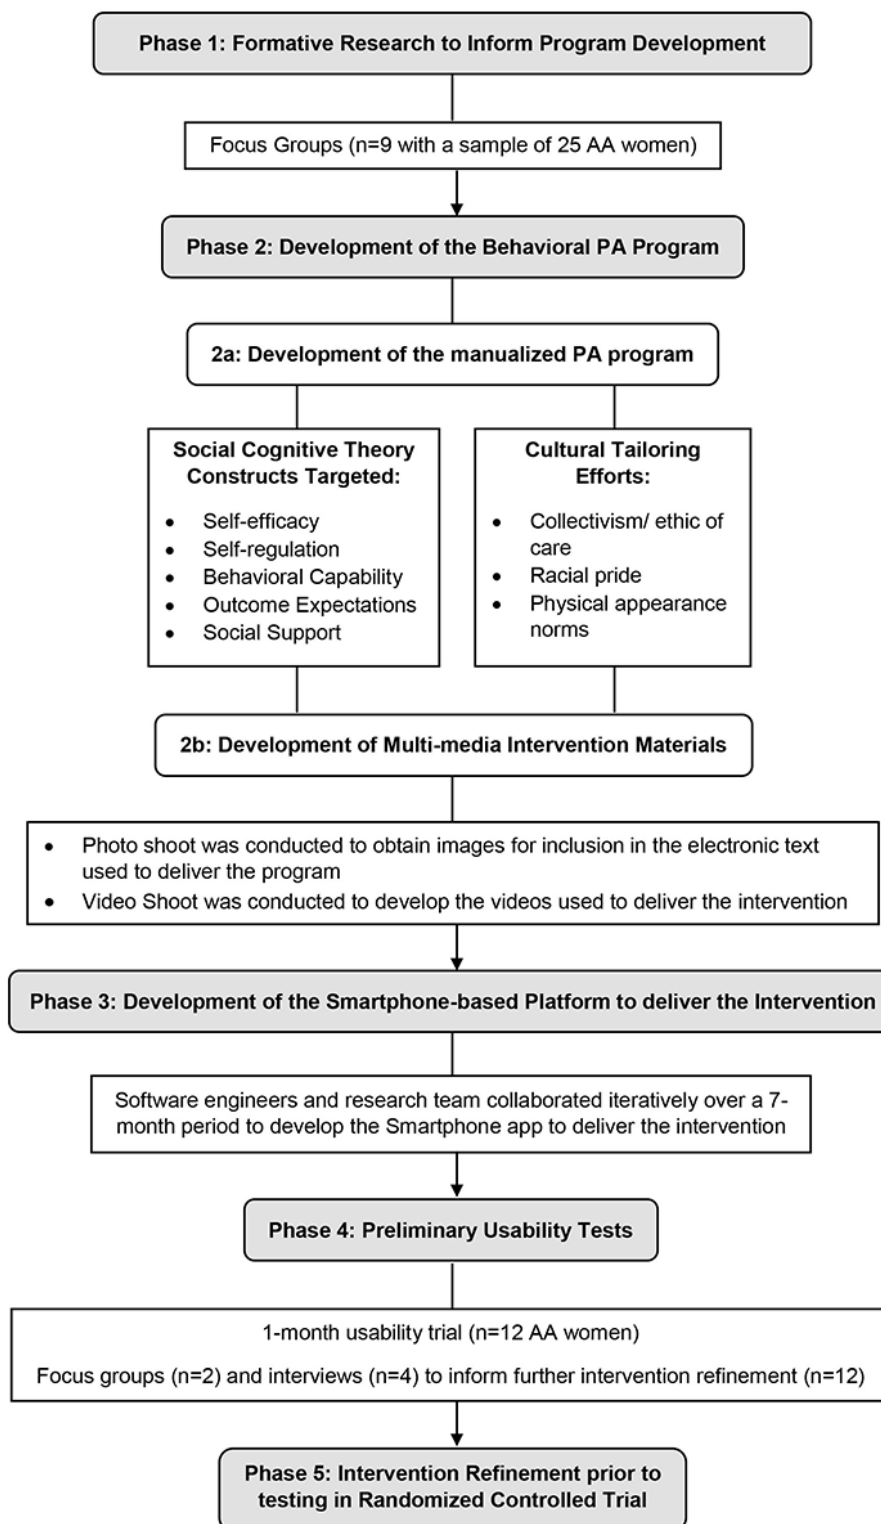 Phase 1: Formative Research to Inform Program Development
Focus Groups (n=9 with a sample of 25 AA women)
Phase 2: Development of the Behavioral PA Program
2a: Development of the manualized PA program
Social Cognitive Theory
Constructs Targeted:
• Self-efficacy
• Self-regulation
• Behavioral Capability
• Outcome Expectations
• Social Support
Cultural Tailoring
Efforts:
• Collectivism/ ethic of
care
• Racial pride
• Physical appearance
norms
2b: Development of Multi-media Intervention Materials
• Photo shoot was conducted to obtain images for inclusion in the electronic text
used to deliver the program
• Video Shoot was conducted to develop the videos used to deliver the intervention
Phase 3: Development of the Smartphone-based Platform to deliver the Intervention
Software engineers and research team collaborated iteratively over a 7-
month period to develop the Smartphone app to deliver the intervention
Phase 4: Preliminary Usability Tests
1-month usability trial (n=12 AA women)
Focus groups (n=2) and interviews (n=4) to inform further intervention refinement (n=12)
Phase 5: Intervention Refinement prior to
testing in Randomized Controlled Trial